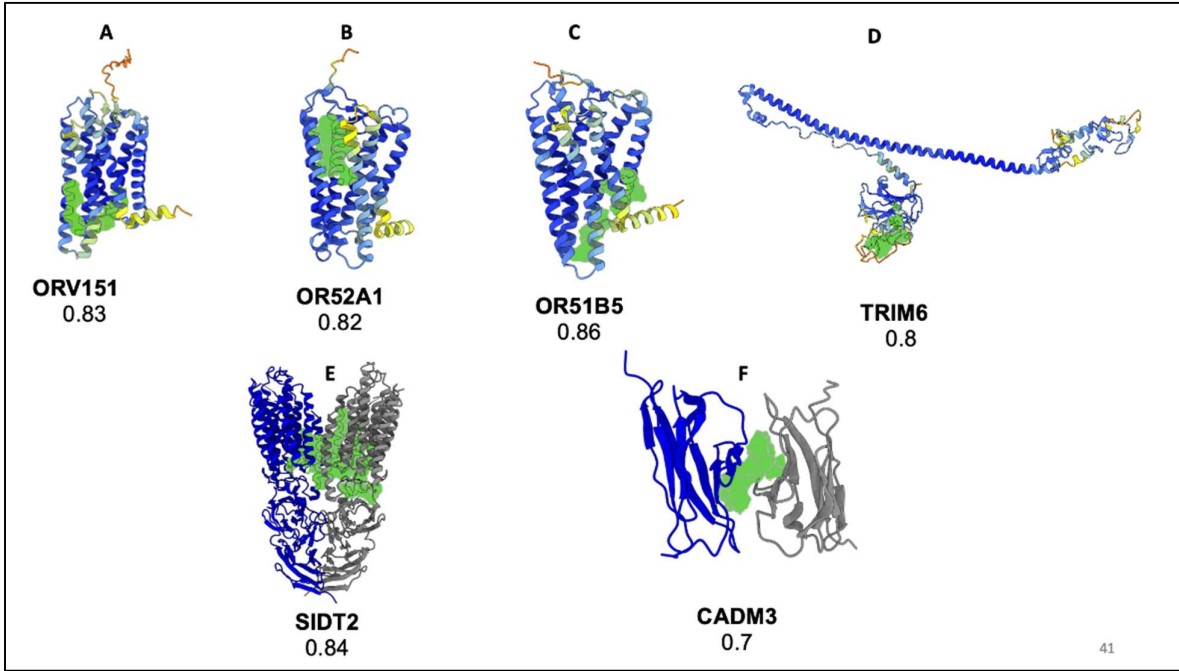 A
B
C
D
ORV151
0.83
OR52A1
0.82
OR51B5
0.86
TRIM6
0.8
E
F
SIDT2
0.84
CADM3
0.7
41